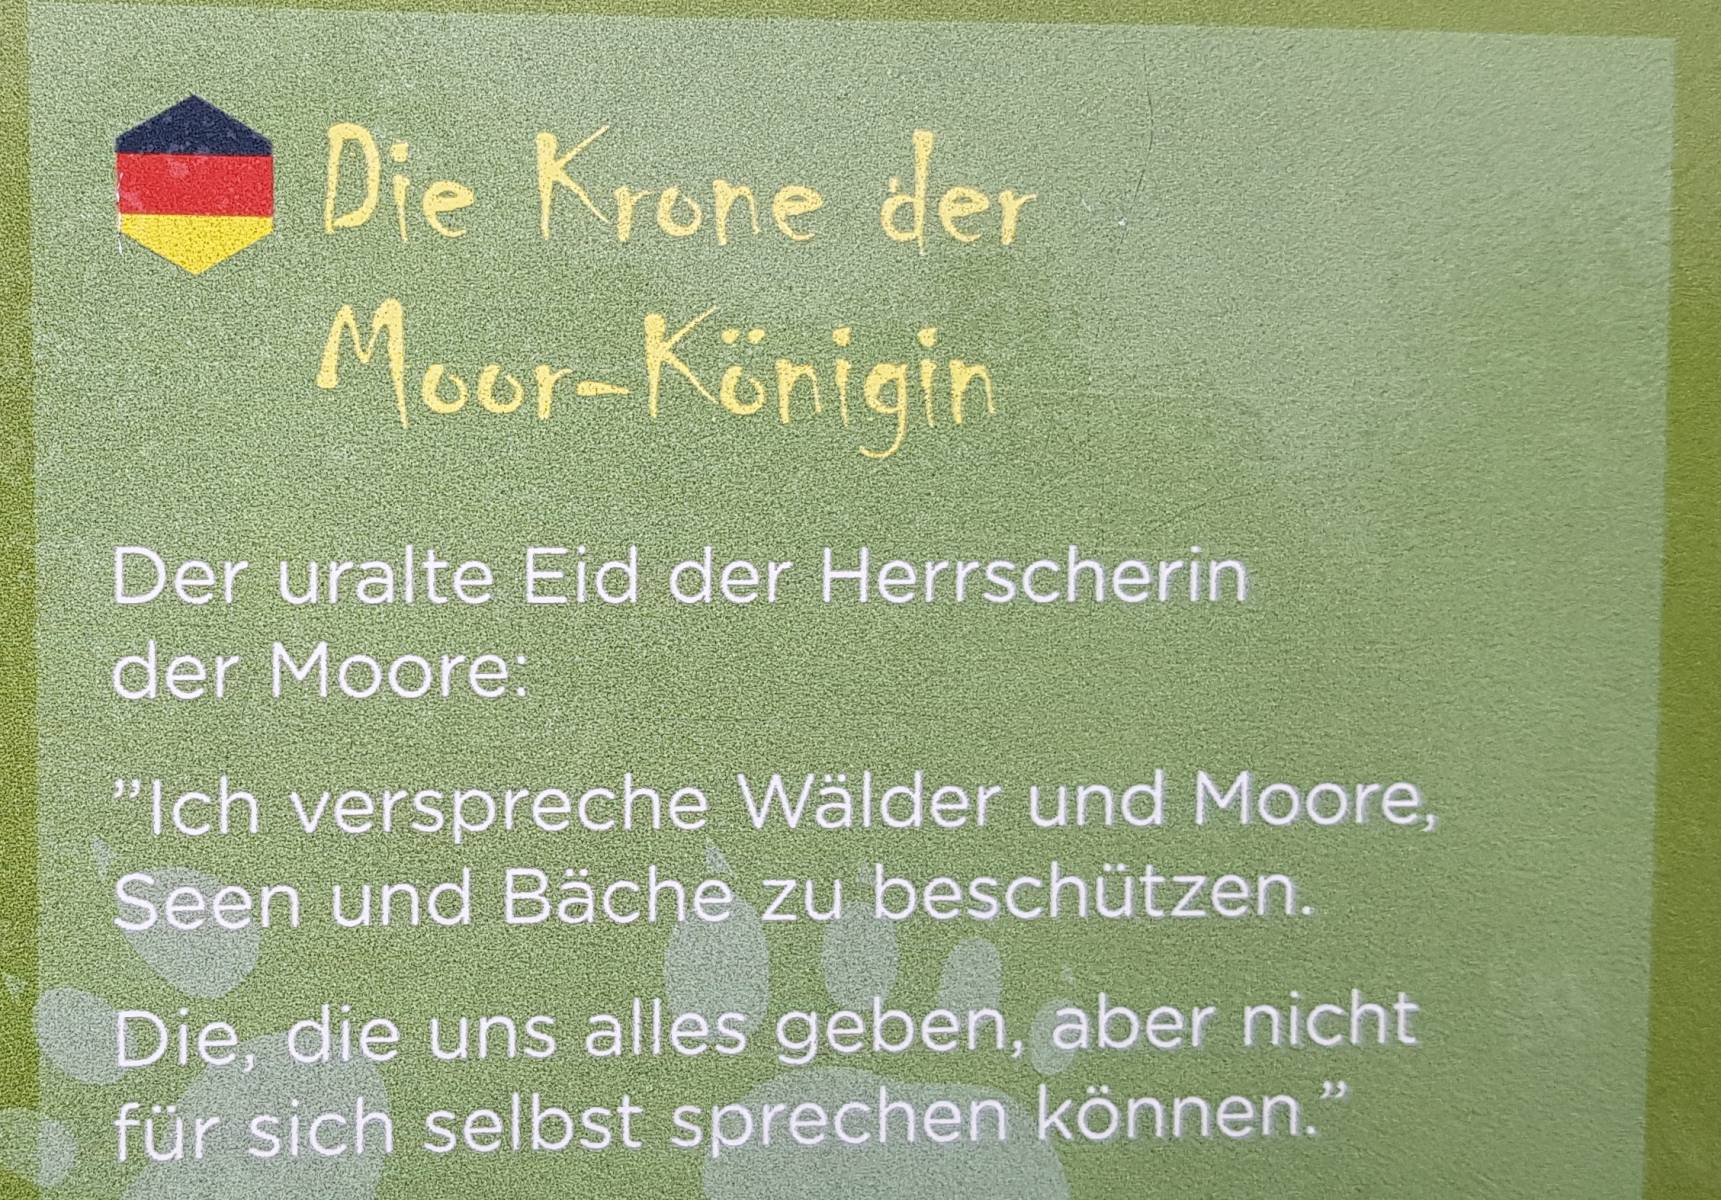 Die Krone der
Moor-Königin
Der uralte Eid der Herrscherin
der Moore:
”Ich verspreche Wälder und Moore,
Seen und Bäche zu beschützen.
Die, die uns alles geben, aber nicht
für sich selbst sprechen können.”